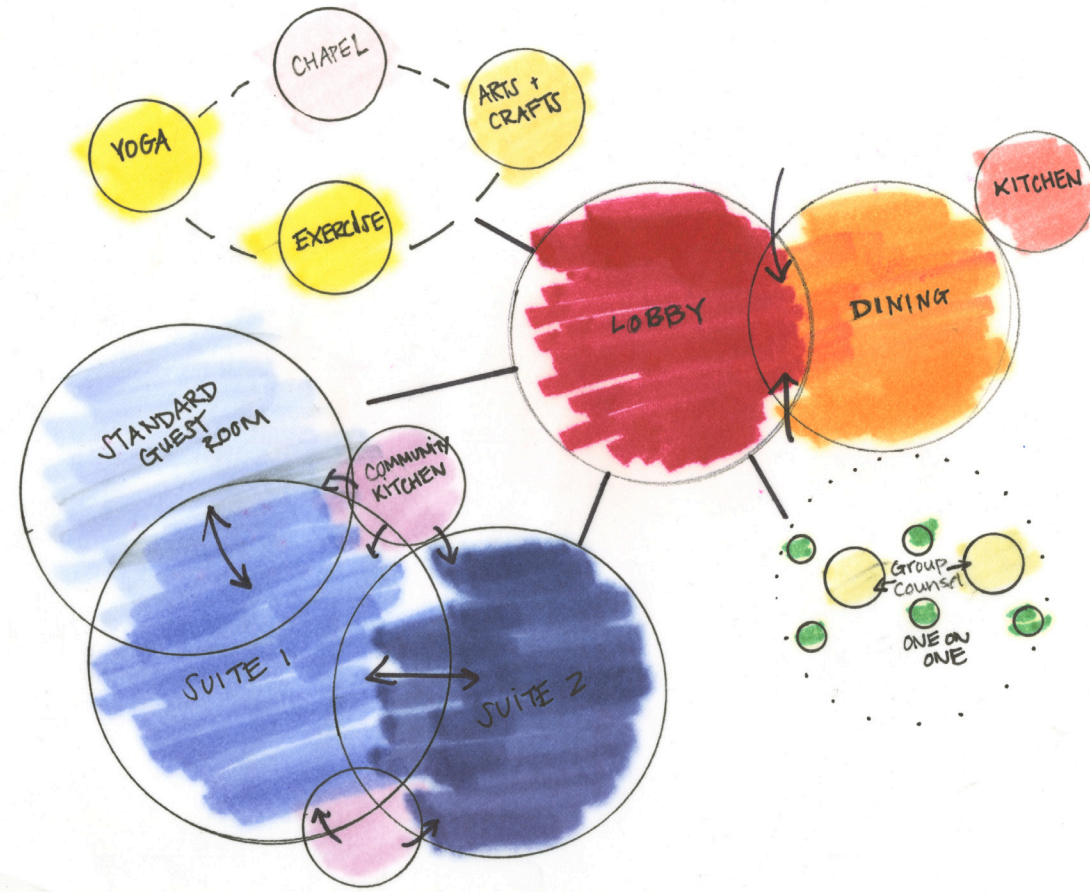 CHAPEL
ARTS +
CRAFTS
YOGA
EXERCISE
KITCHEN
LOBBY
DINING
STANDARD
GUEST
ROOM
COMMUNITY
KITCHEN
Group
Counsel
ONE ON
ONE
SUITE 1
SUITE 2